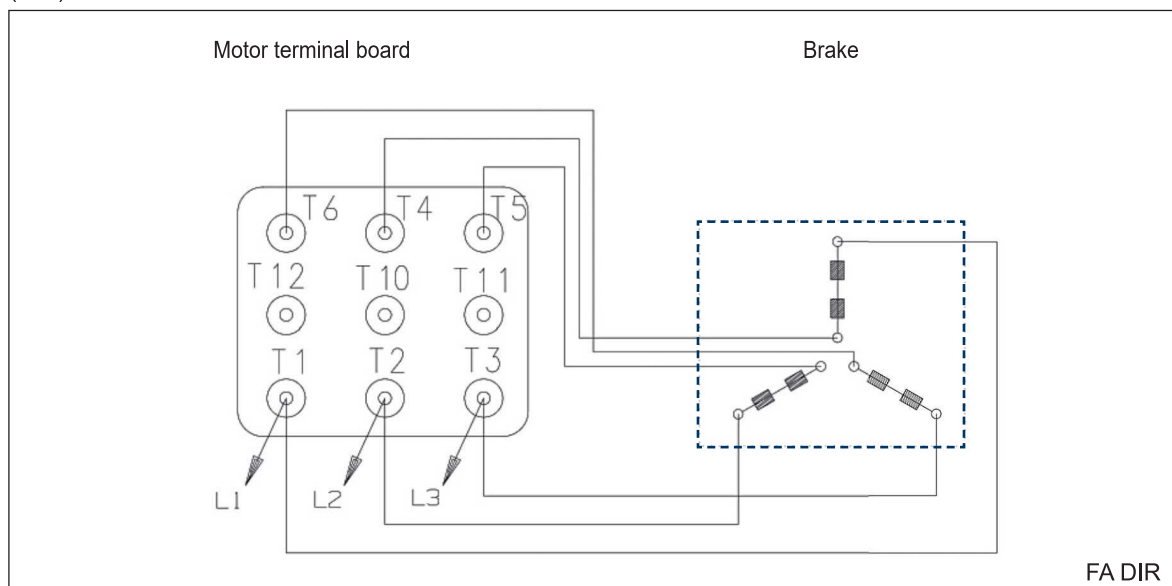 Motor terminal board Brake
T6 T4 T5
T12 T10 T11
T1 T2 T3
L1 L2 L3
FA DIR